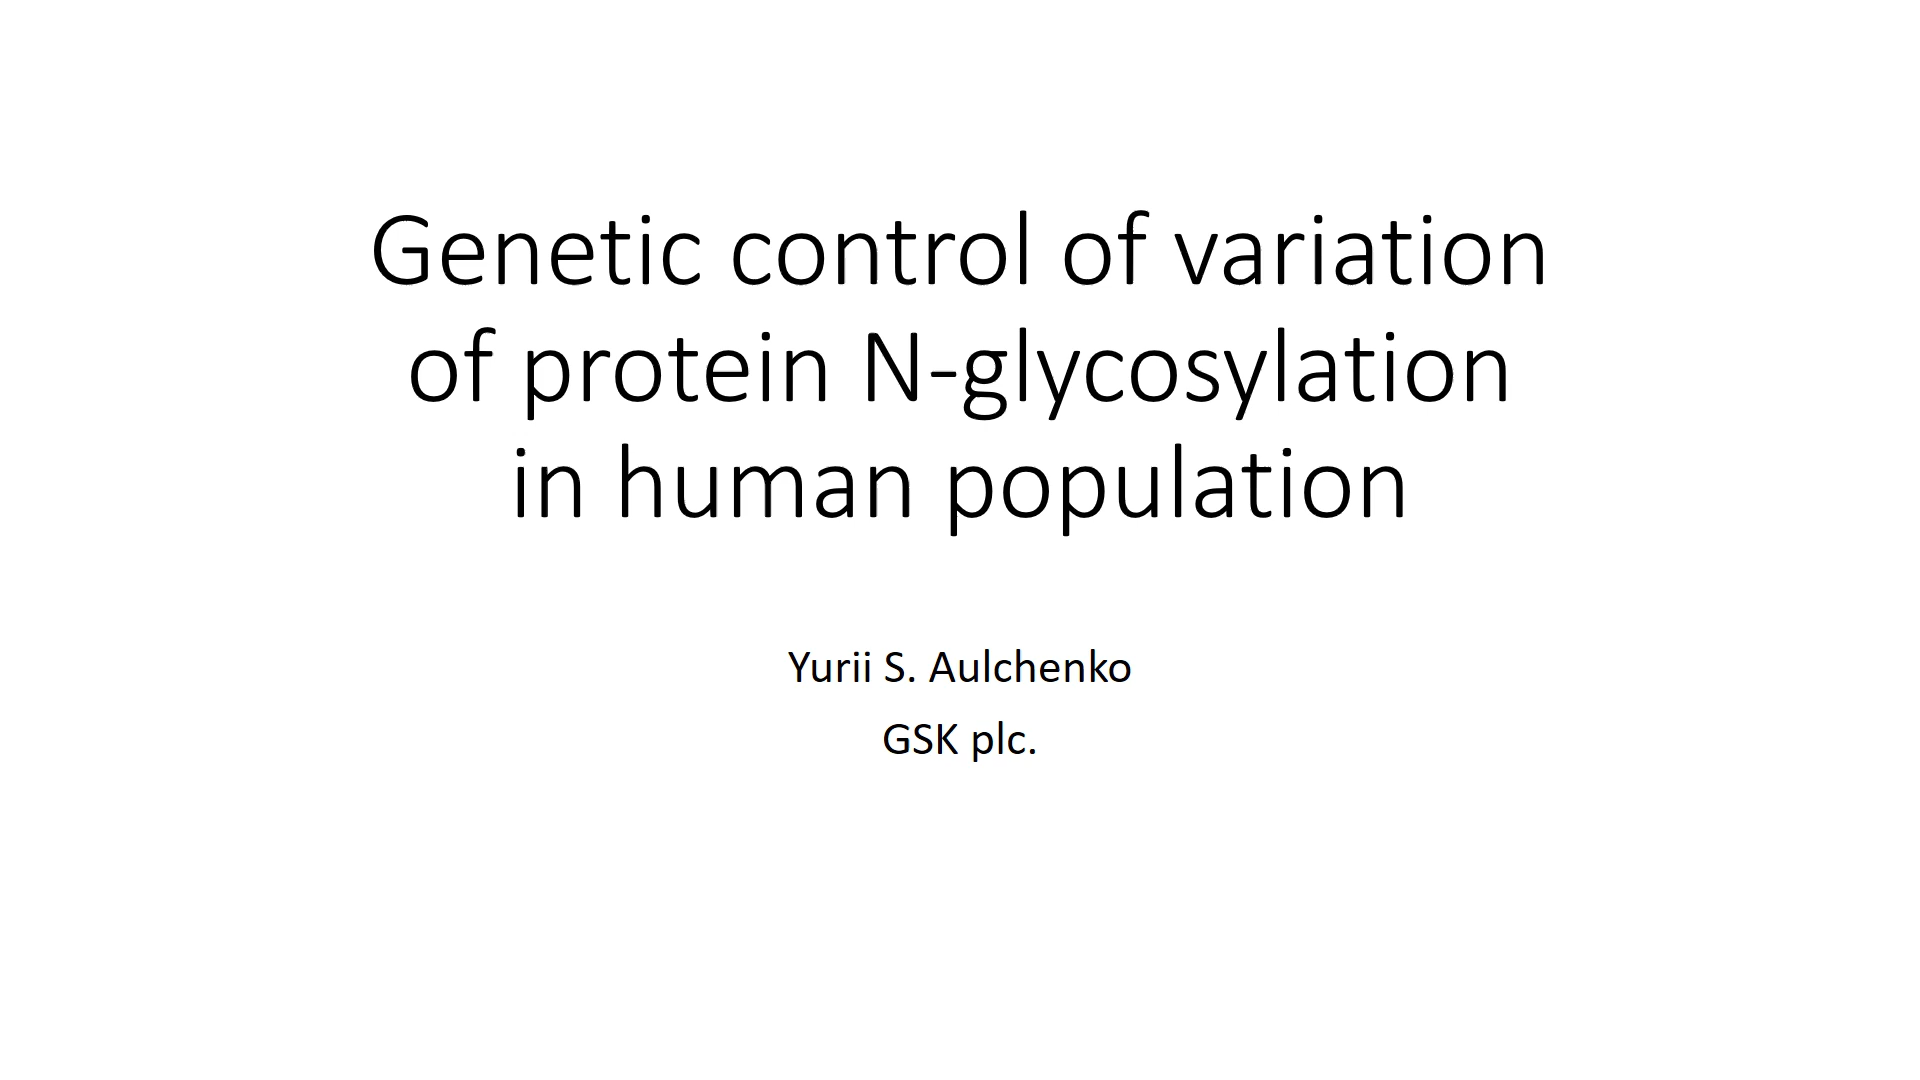 Genetic control of variation
of protein N-glycosylation
in human population
Yurii S. Aulchenko
GSK plc.